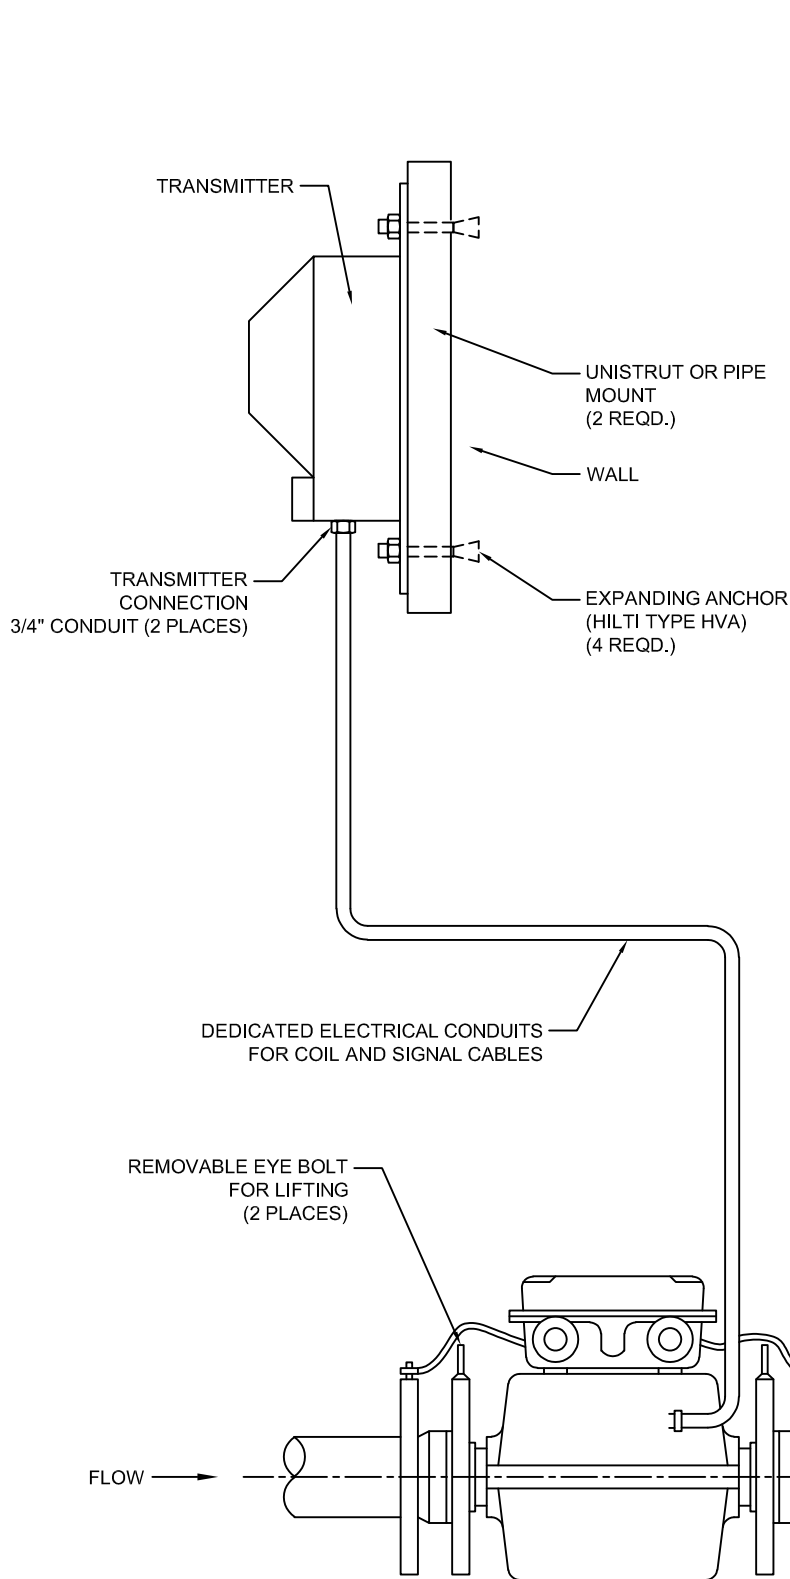 TRANSMITTER
UNISTRUT OR PIPE
MOUNT
(2 REQD.)
WALL
TRANSMITTER
CONNECTION
3/4" CONDUIT (2 PLACES)
EXPANDING ANCHOR
(HILTI TYPE HVA)
(4 REQD.)
DEDICATED ELECTRICAL CONDUITS
FOR COIL AND SIGNAL CABLES
REMOVABLE EYE BOLT
FOR LIFTING
(2 PLACES)
FLOW